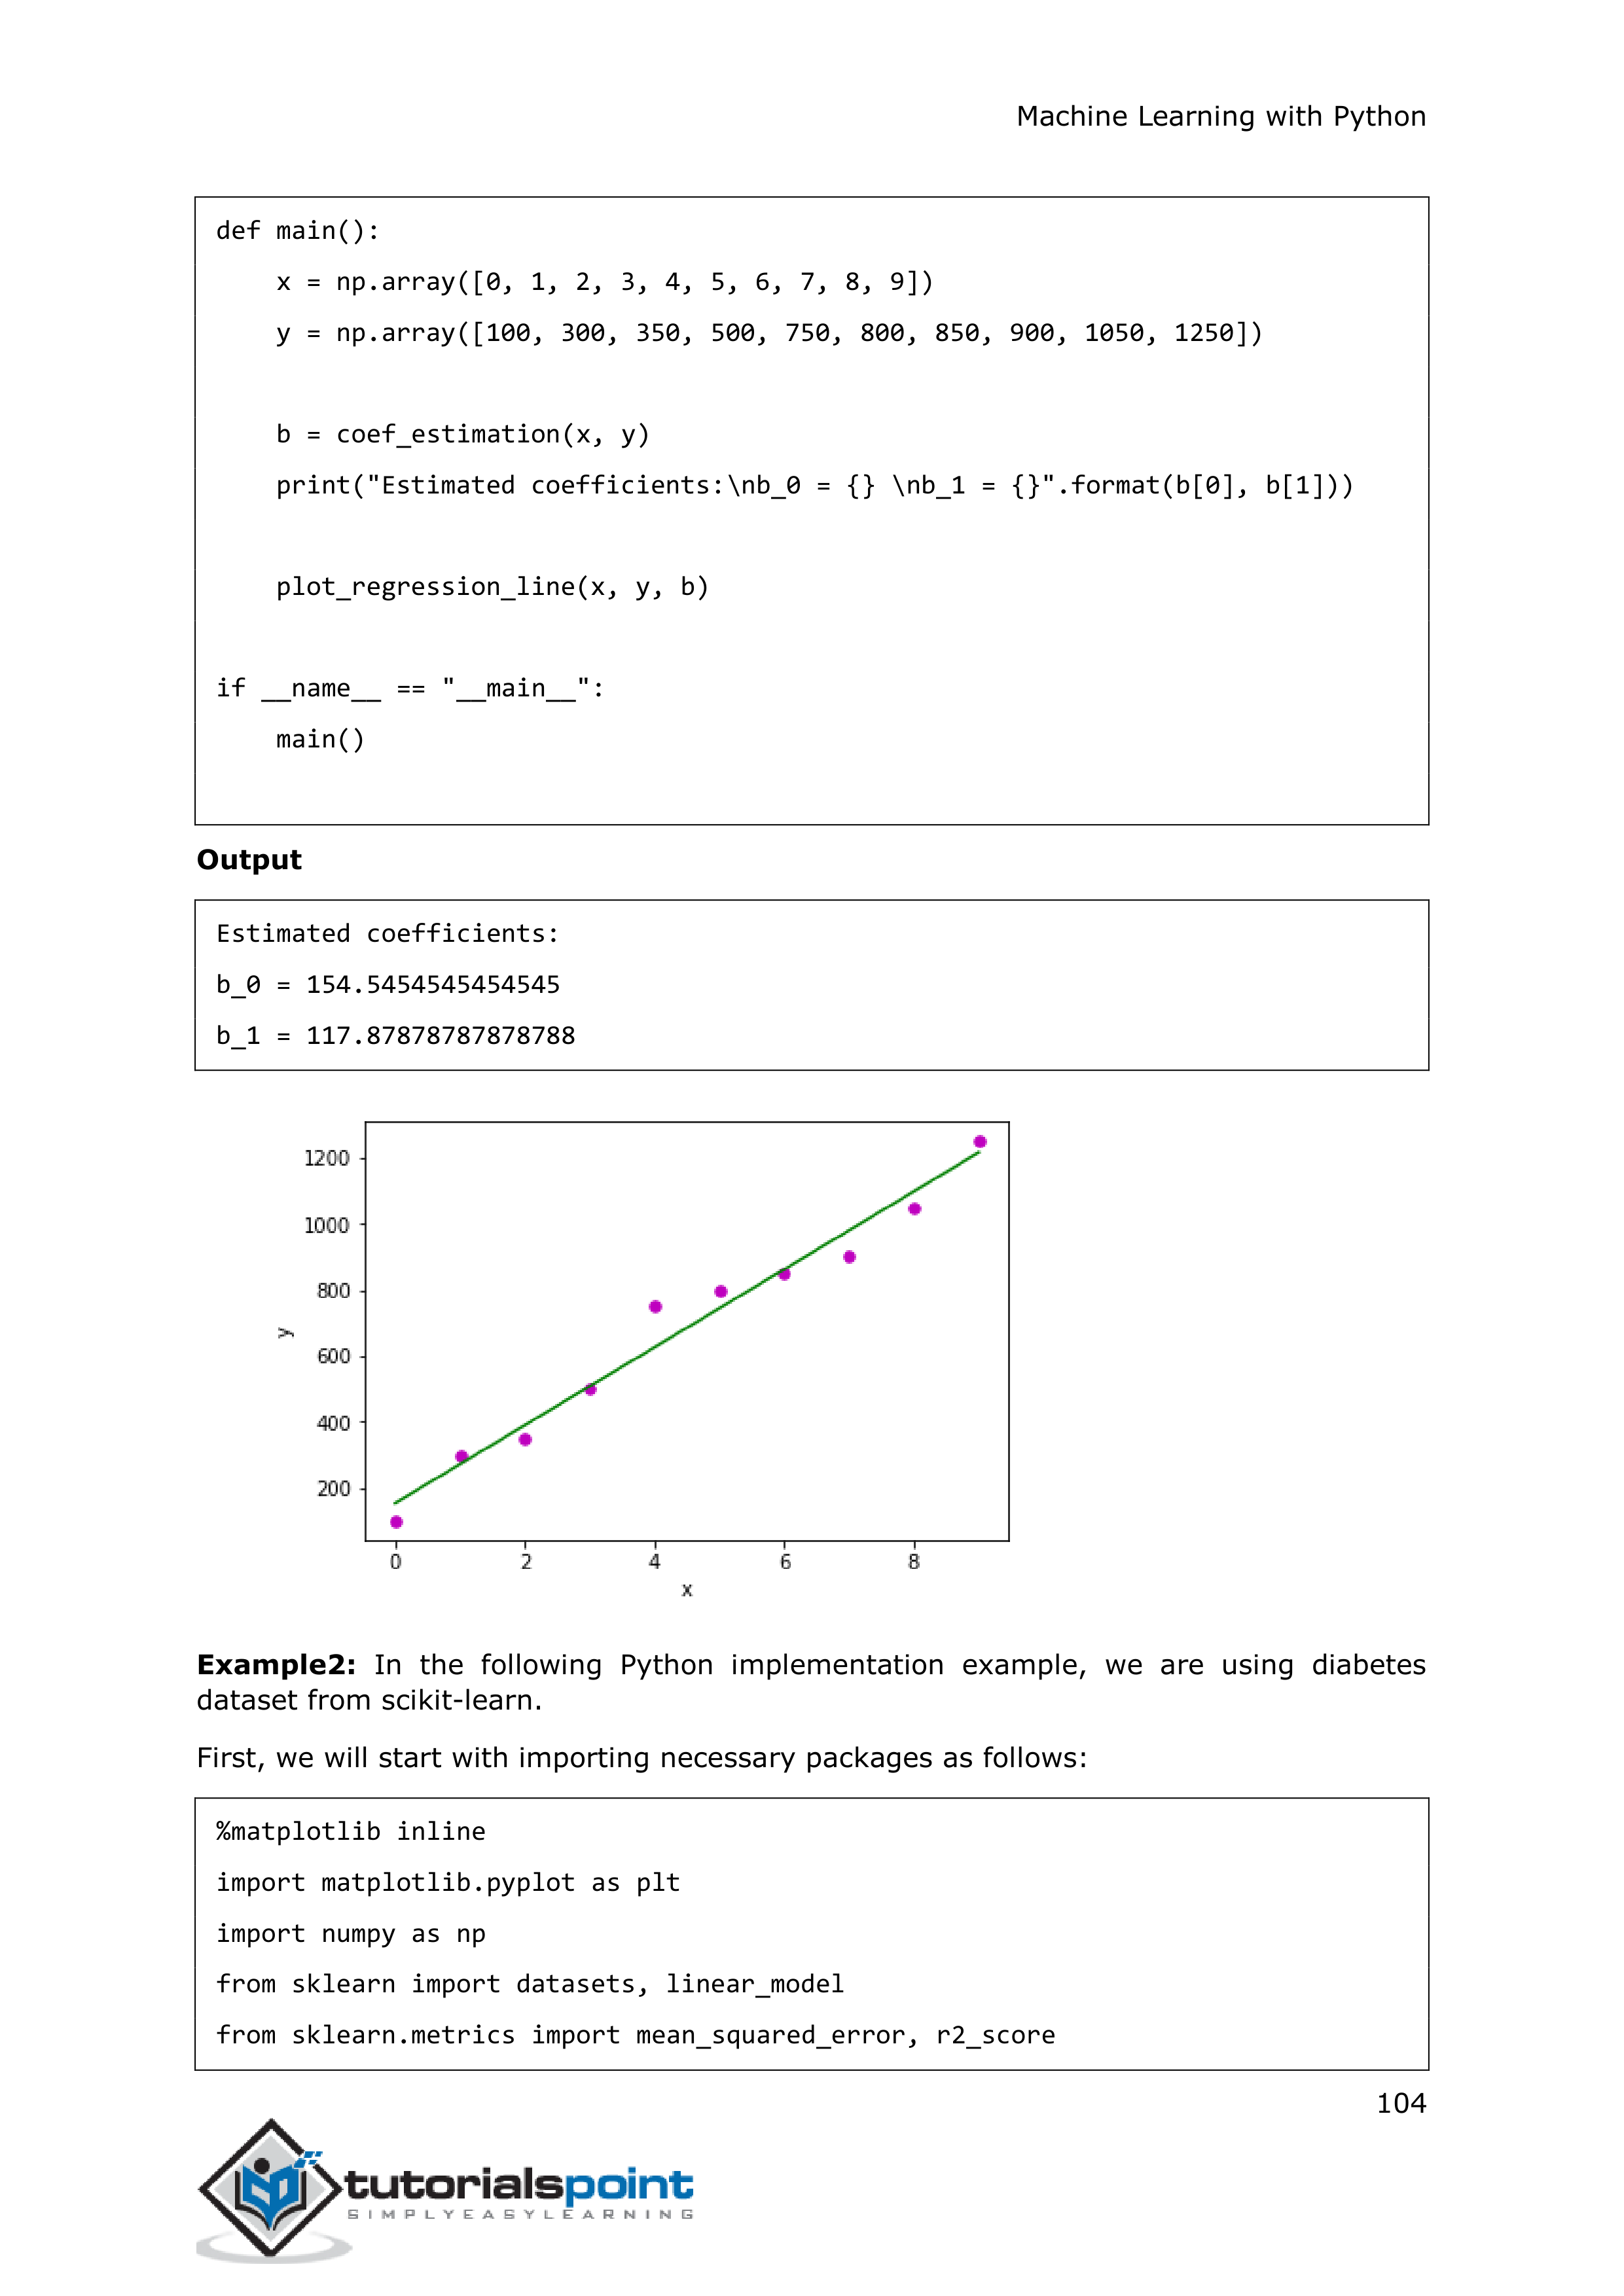 Machine Learning with Python
def main():
    x = np.array([0, 1, 2, 3, 4, 5, 6, 7, 8, 9])
    y = np.array([100, 300, 350, 500, 750, 800, 850, 900, 1050, 1250])
    b = coef_estimation(x, y)
    print("Estimated coefficients:\nb_0 = {} \nb_1 = {}".format(b[0], b[1]))
    plot_regression_line(x, y, b)
if __name__ == "__main__":
    main()
Output
Estimated coefficients:
b_0 = 154.5454545454545
b_1 = 117.87878787878788
1200
1000
800
y
600
400
200
0 2 4 6 8
x
Example2: In the following Python implementation example, we are using diabetes
dataset from scikit-learn.
First, we will start with importing necessary packages as follows:
%matplotlib inline
import matplotlib.pyplot as plt
import numpy as np
from sklearn import datasets, linear_model
from sklearn.metrics import mean_squared_error, r2_score
104
tutorialspoint
SIMPLYEASYLEARNING